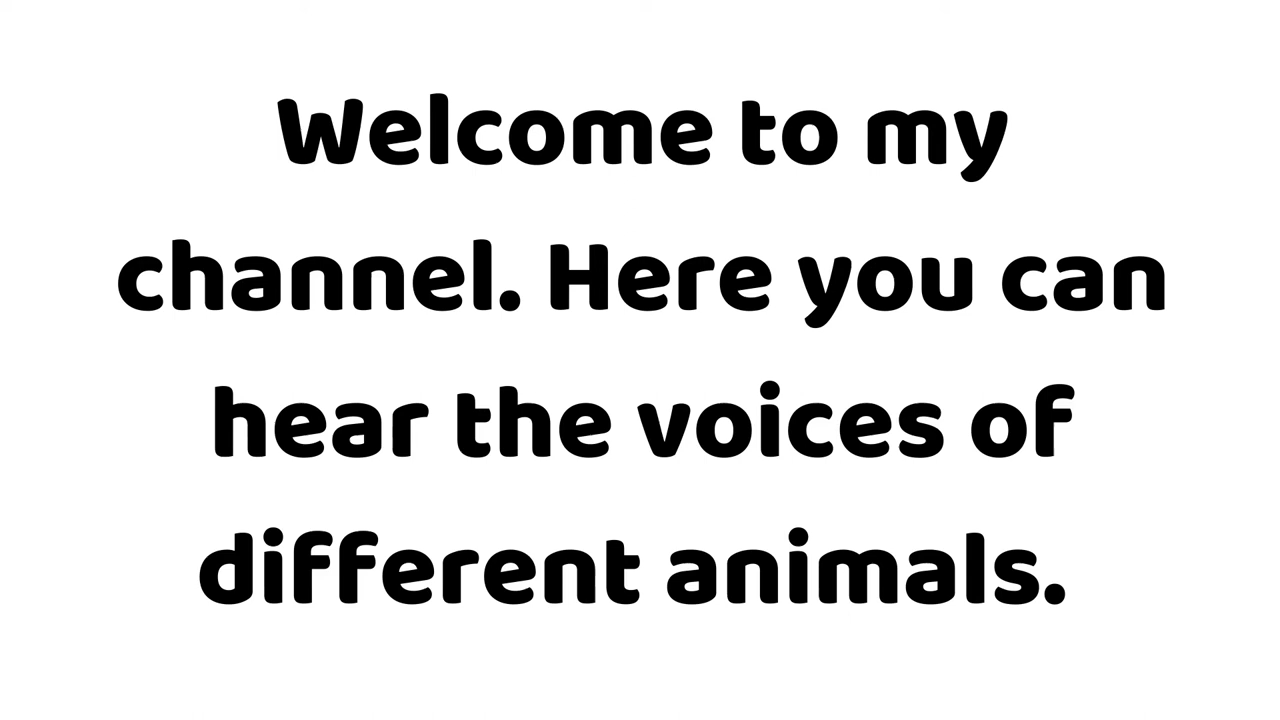 Welcome to my
channel. Here you can
hear the voices of
different animals.